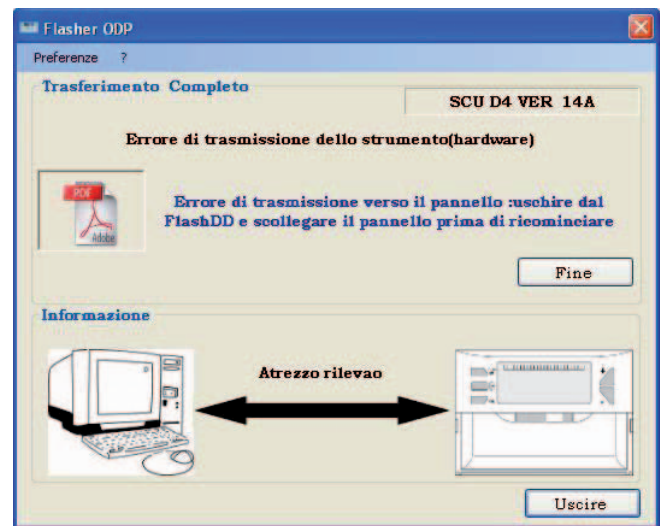 Flasher ODP
Preferenze ?
Trasferimento Completo
SCU D4 VER 14A
Errore di trasmissione dello strumento(hardware)
PDF
Adobe
Errore di trasmissione verso il pannello :uschire dal
FlashDD e scollegare il pannello prima di ricominciare
Fine
Informazione
Atrezzo rilevao
Uscire